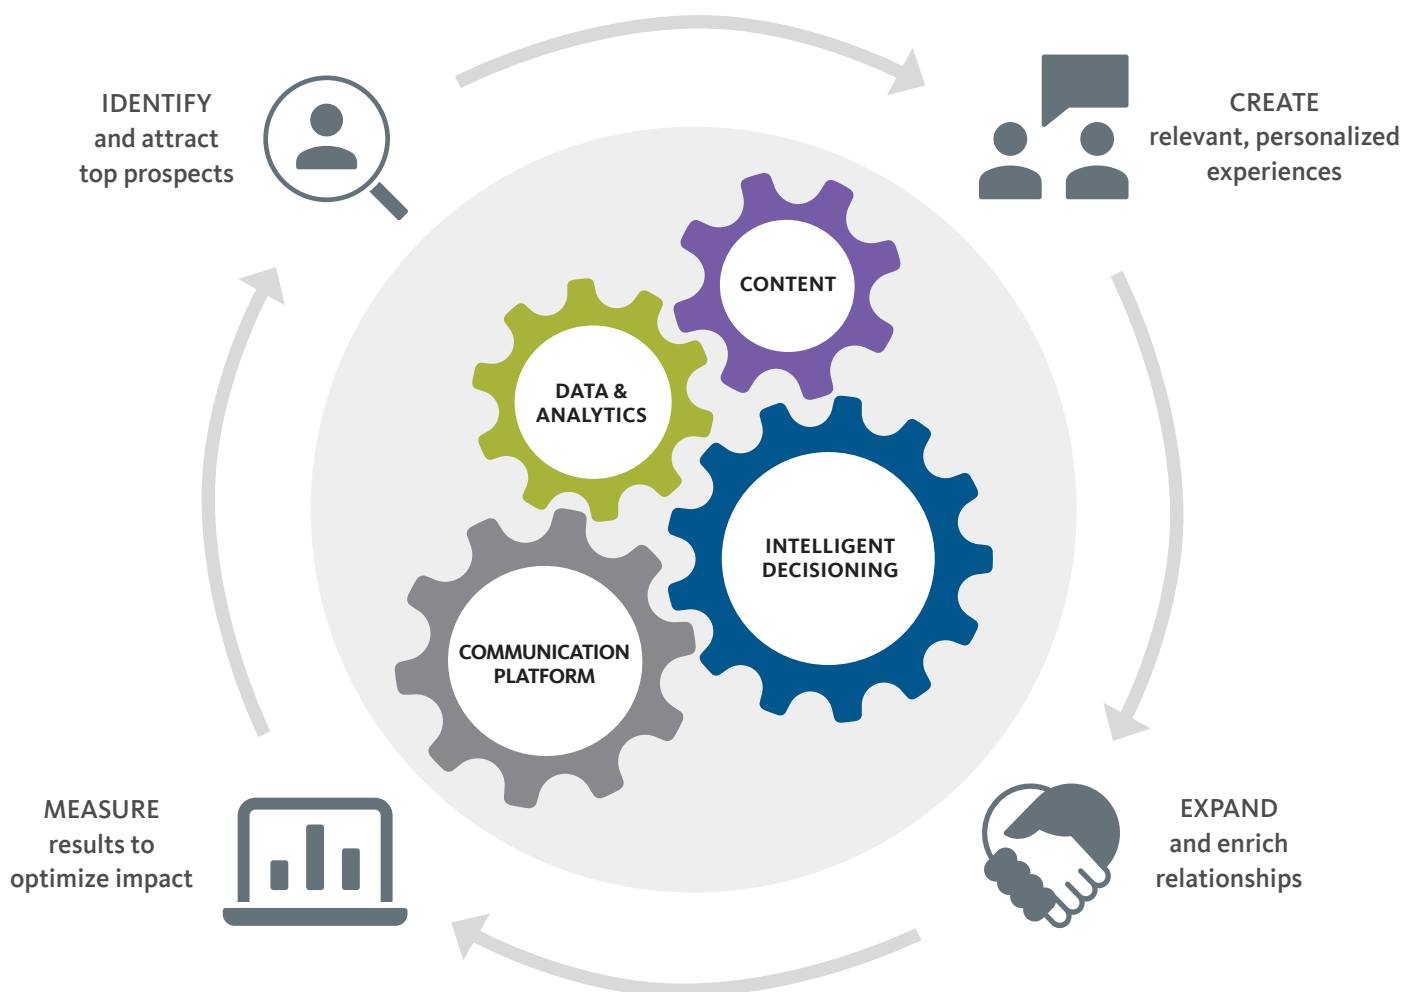 IDENTIFY
and attract
top prospects
CREATE
relevant, personalized
experiences
CONTENT
DATA &
ANALYTICS
INTELLIGENT
DECISIONING
COMMUNICATION
PLATFORM
MEASURE
results to
optimize impact
EXPAND
and enrich
relationships